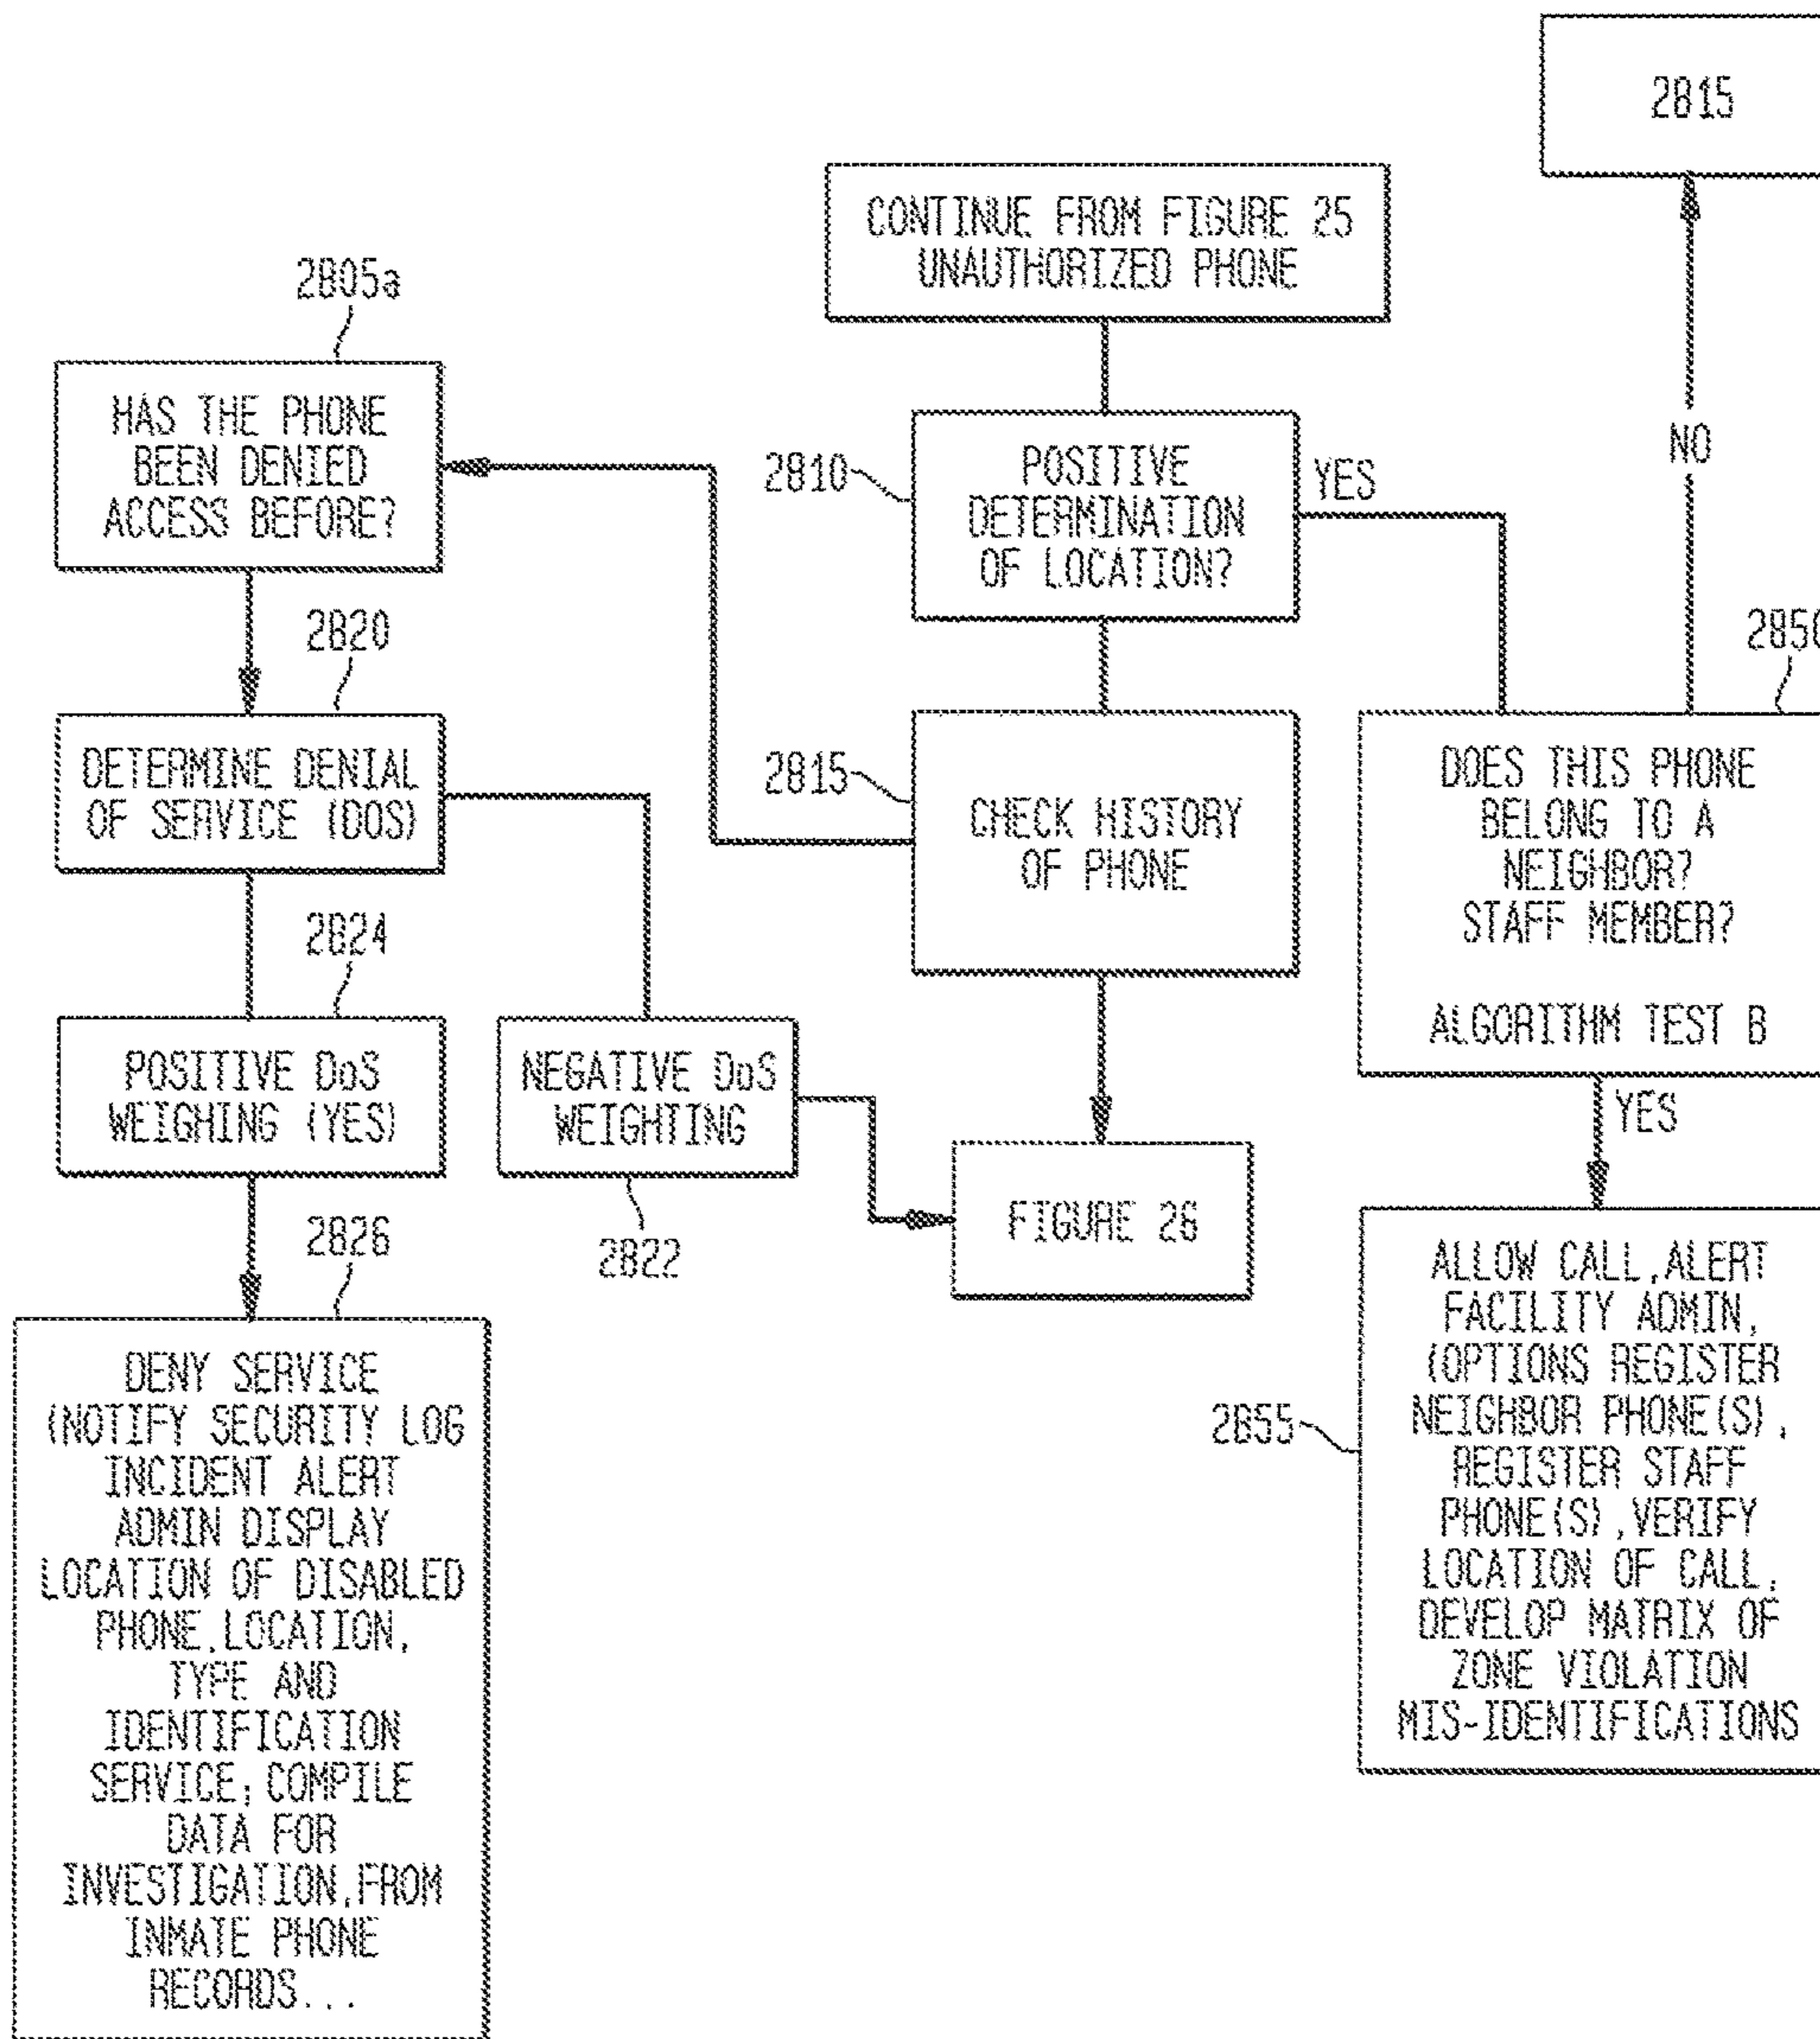 2815
CONTINUE FROM FIGURE 25
UNAUTHORIZED PHONE
2805a
HAS THE PHONE
BEEN DENIED
ACCESS BEFORE?
2810
POSITIVE
DETERMINATION
OF LOCATION?
YES
NO
2820
DETERMINE DENIAL
OF SERVICE (DOS)
2815
CHECK HISTORY
OF PHONE
2850
DOES THIS PHONE
BELONG TO A
NEIGHBOR?
STAFF MEMBER?
ALGORITHM TEST B
2824
POSITIVE DoS
WEIGHING (YES)
NEGATIVE DoS
WEIGHTING
2822
YES
FIGURE 26
2826
DENY SERVICE
(NOTIFY SECURITY LOG
INCIDENT ALERT
ADMIN DISPLAY
LOCATION OF DISABLED
PHONE, LOCATION,
TYPE AND
IDENTIFICATION
SERVICE; COMPILE
DATA FOR
INVESTIGATION, FROM
INMATE PHONE
RECORDS...
2855
ALLOW CALL, ALERT
FACILITY ADMIN,
(OPTIONS REGISTER
NEIGHBOR PHONE(S),
REGISTER STAFF
PHONE(S), VERIFY
LOCATION OF CALL,
DEVELOP MATRIX OF
ZONE VIOLATION
MIS-IDENTIFICATIONS